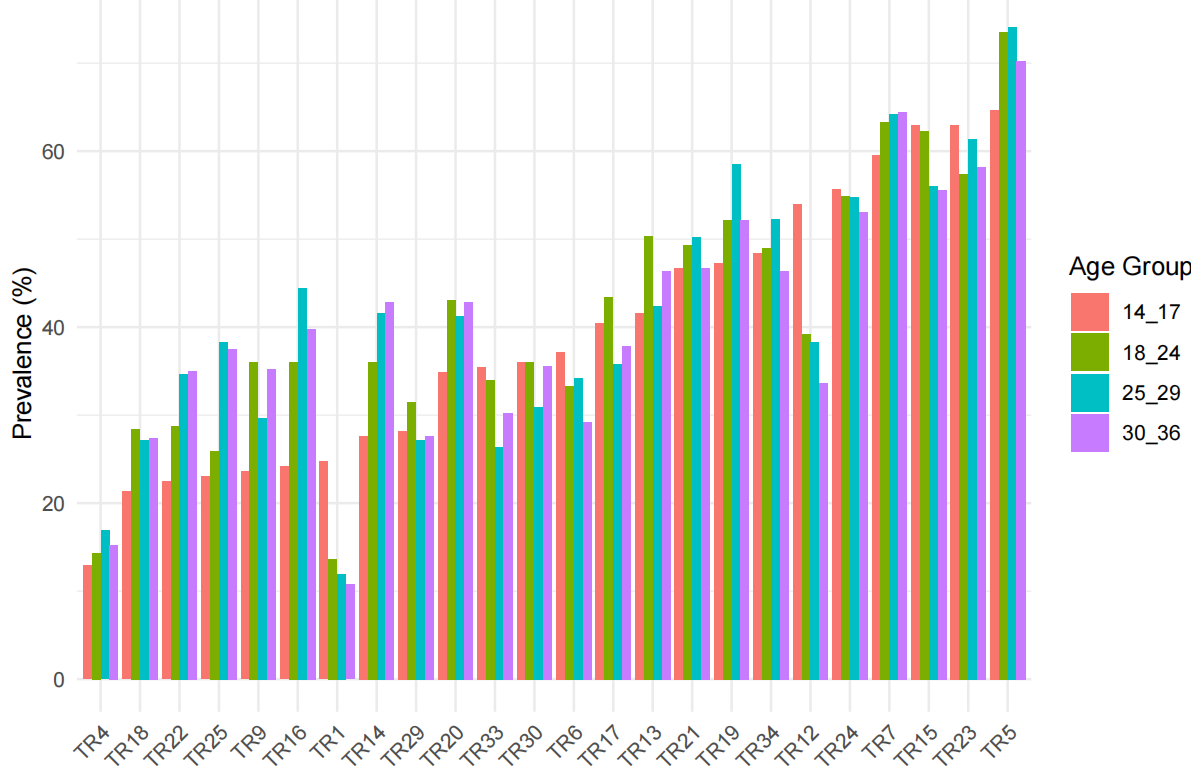 Prevalence (%)
60
40
20
0
TR4
TR18
TR22
TR25
TR9
TR16
TR1
TR14
TR29
TR20
TR33
TR30
TR6
TR17
TR13
TR21
TR19
TR34
TR12
TR24
TR7
TR15
TR23
TR5
Age Group
14_17
18_24
25_29
30_36